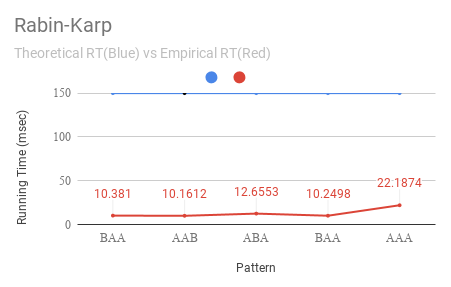 Rabin-Karp
Theoretical RT(Blue) vs Empirical RT(Red)
150
100
50
0
Running Time (msec)
10.381
10.1612
12.6553
10.2498
22.1874
BAA
AAB
ABA
BAA
AAA
Pattern